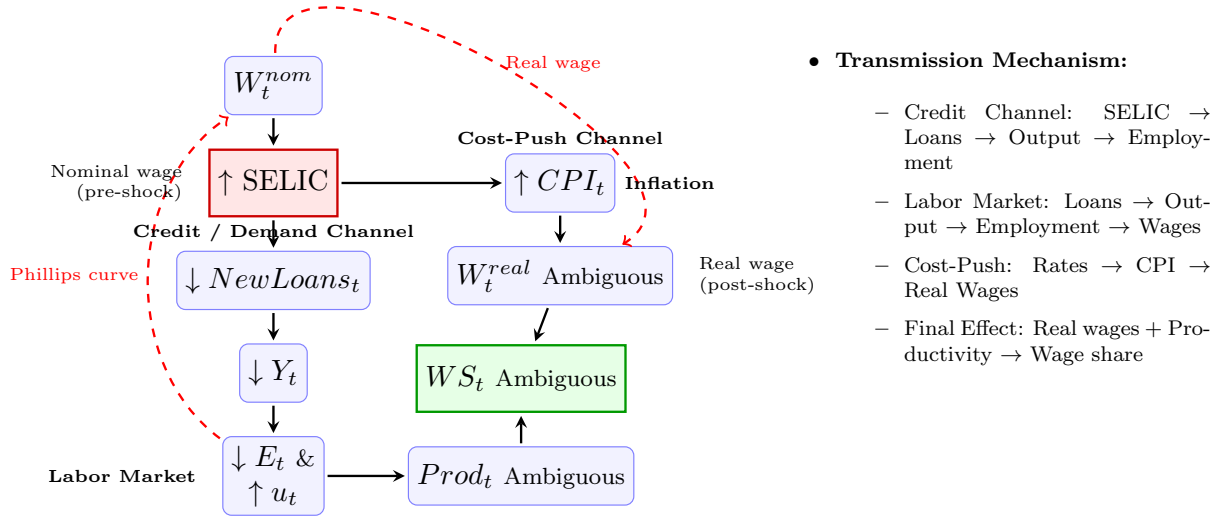 Real wage
$W_t^{nom}$
Cost-Push Channel
Nominal wage
(pre-shock)
↑ SELIC
↑ $CPI_t$
Inflation
Credit / Demand Channel
Phillips curve
↓ $NewLoans_t$
$W_t^{real}$ Ambiguous
Real wage
(post-shock)
↓ $Y_t$
$WS_t$ Ambiguous
Labor Market
↓ $E_t$ &
↑ $u_t$
$Prod_t$ Ambiguous
• Transmission Mechanism:
– Credit Channel: SELIC →
Loans → Output → Employ-
ment
– Labor Market: Loans → Out-
put → Employment → Wages
– Cost-Push: Rates → CPI →
Real Wages
– Final Effect: Real wages + Pro-
ductivity → Wage share